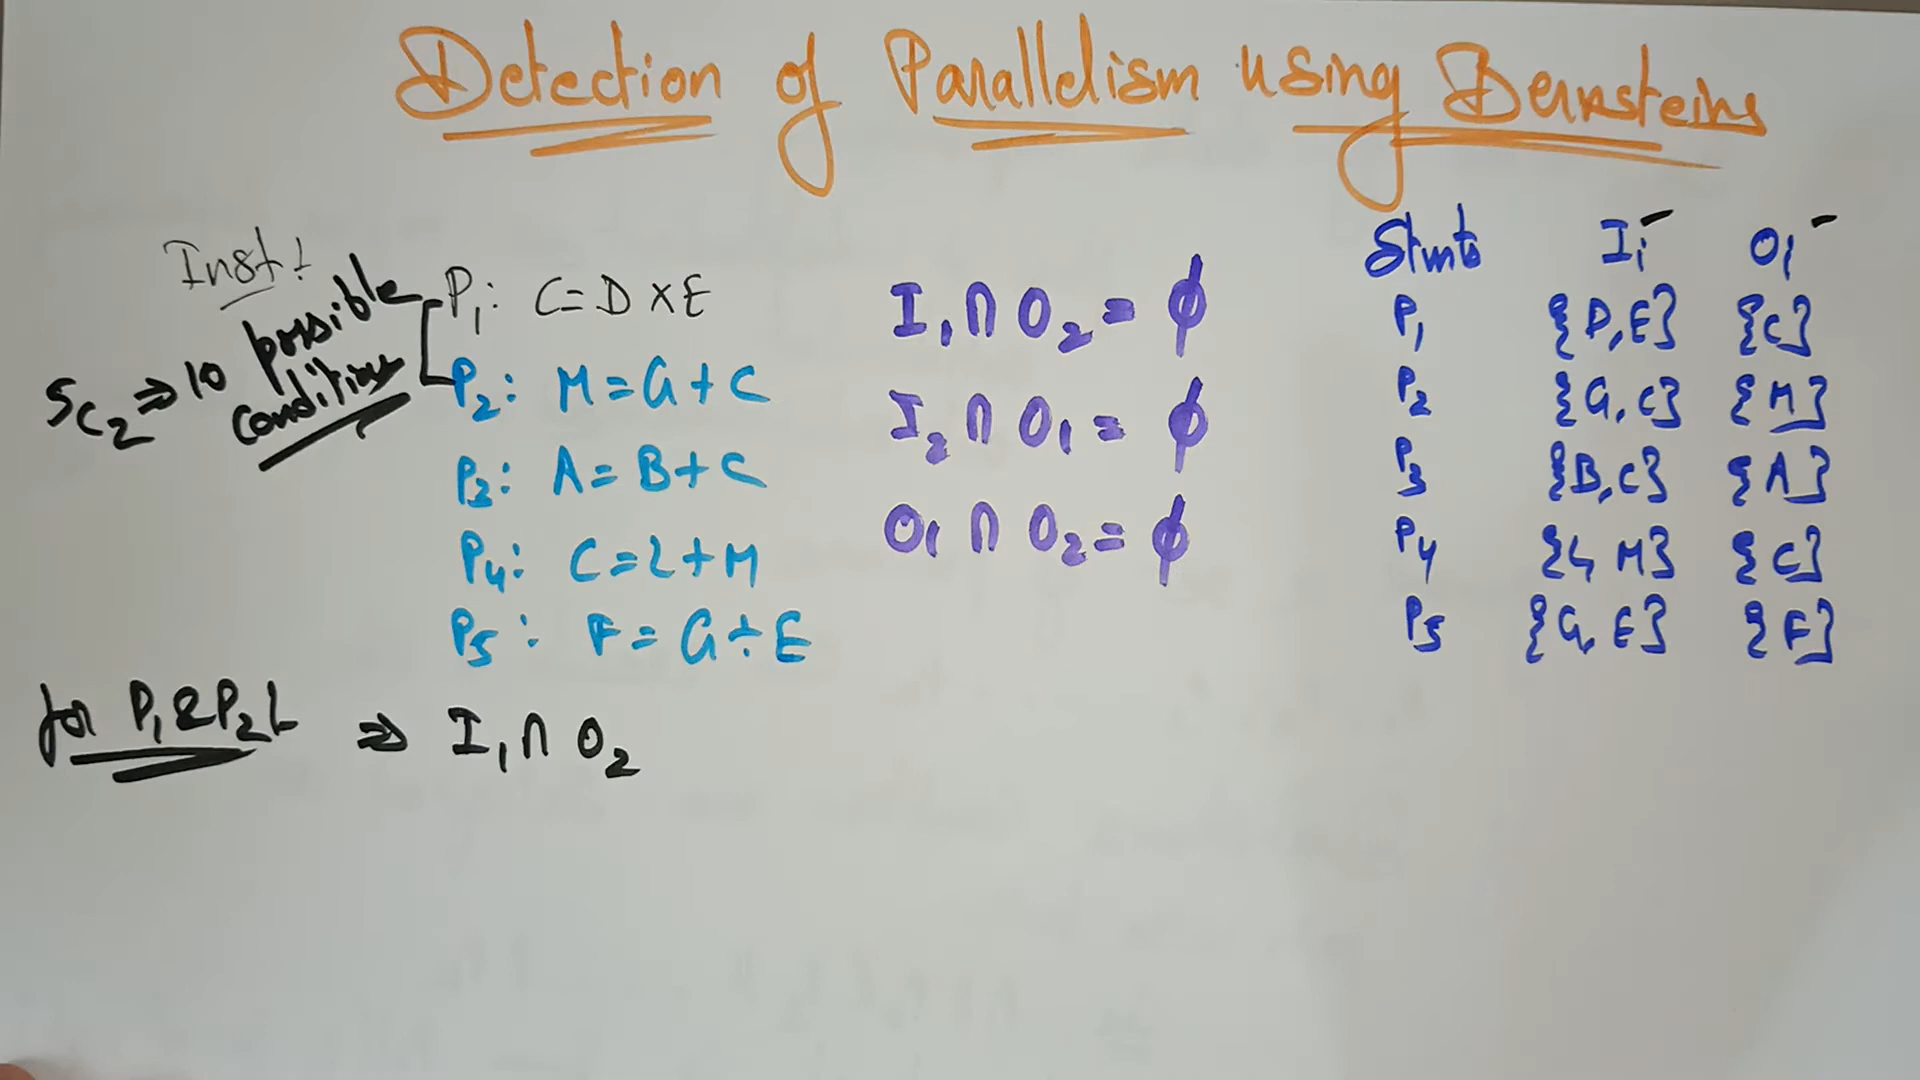 Detection of Parallelism using Bernsteins
Inst:
5C₂ ⇒ 10 possible conditions
P₁: C = D × E
P₂: M = G + C
P₃: A = B + C
P₄: C = L + M
P₅: F = G ÷ E
I₁ ∩ O₂ = ϕ
I₂ ∩ O₁ = ϕ
O₁ ∩ O₂ = ϕ
Stmts Iᵢ Oᵢ
P₁ {D, E} {C}
P₂ {G, C} {M}
P₃ {B, C} {A}
P₄ {L, M} {C}
P₅ {G, E} {F}
for P₁ & P₂ ⇒ I₁ ∩ O₂